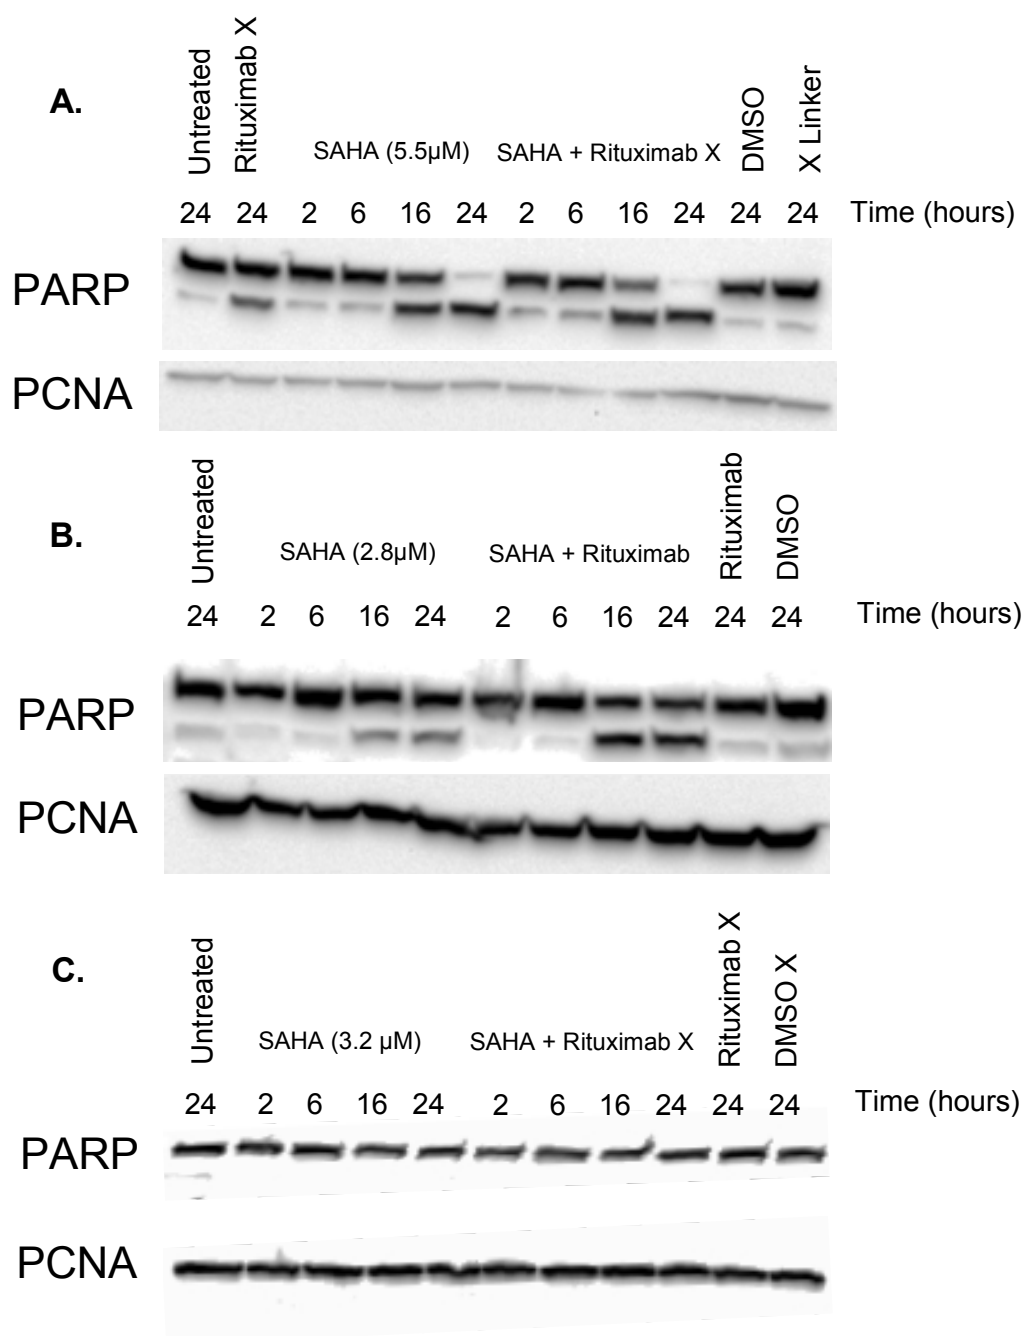 A.
Untreated
Rituximab X
SAHA (5.5µM)
SAHA + Rituximab X
DMSO
X Linker
24 24 2 6 16 24 2 6 16 24 24 24 Time (hours)
PARP
PCNA
B.
Untreated
SAHA (2.8µM)
SAHA + Rituximab
Rituximab
DMSO
24 2 6 16 24 2 6 16 24 24 24 Time (hours)
PARP
PCNA
C.
Untreated
SAHA (3.2 µM)
SAHA + Rituximab X
Rituximab X
DMSO X
24 2 6 16 24 2 6 16 24 24 24 Time (hours)
PARP
PCNA